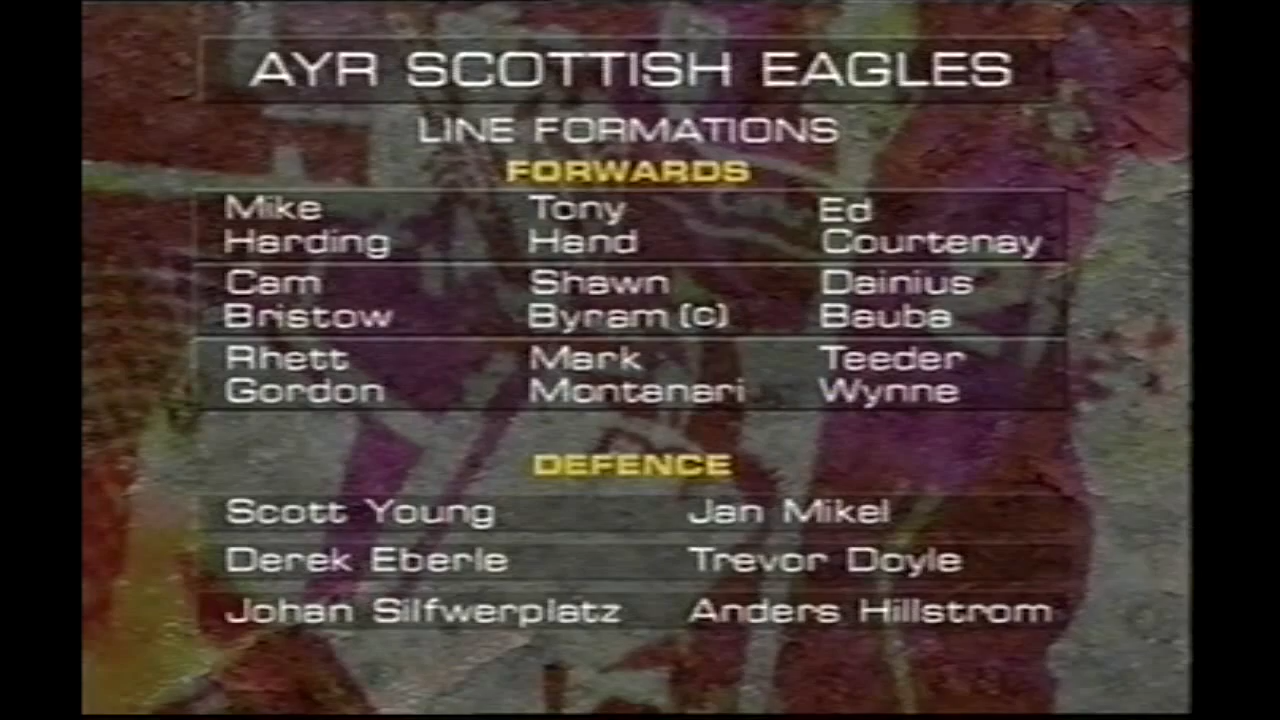 AYR SCOTTISH EAGLES
LINE FORMATIONS
FORWARDS
Mike Harding
Tony Hand
Ed Courtenay
Cam Bristow
Shawn Byram (c)
Dainius Bauba
Rhett Gordon
Mark Montanari
Teeder Wynne
DEFENCE
Scott Young
Jan Mikel
Derek Eberle
Trevor Doyle
Johan Silfwerplatz
Anders Hillstrom